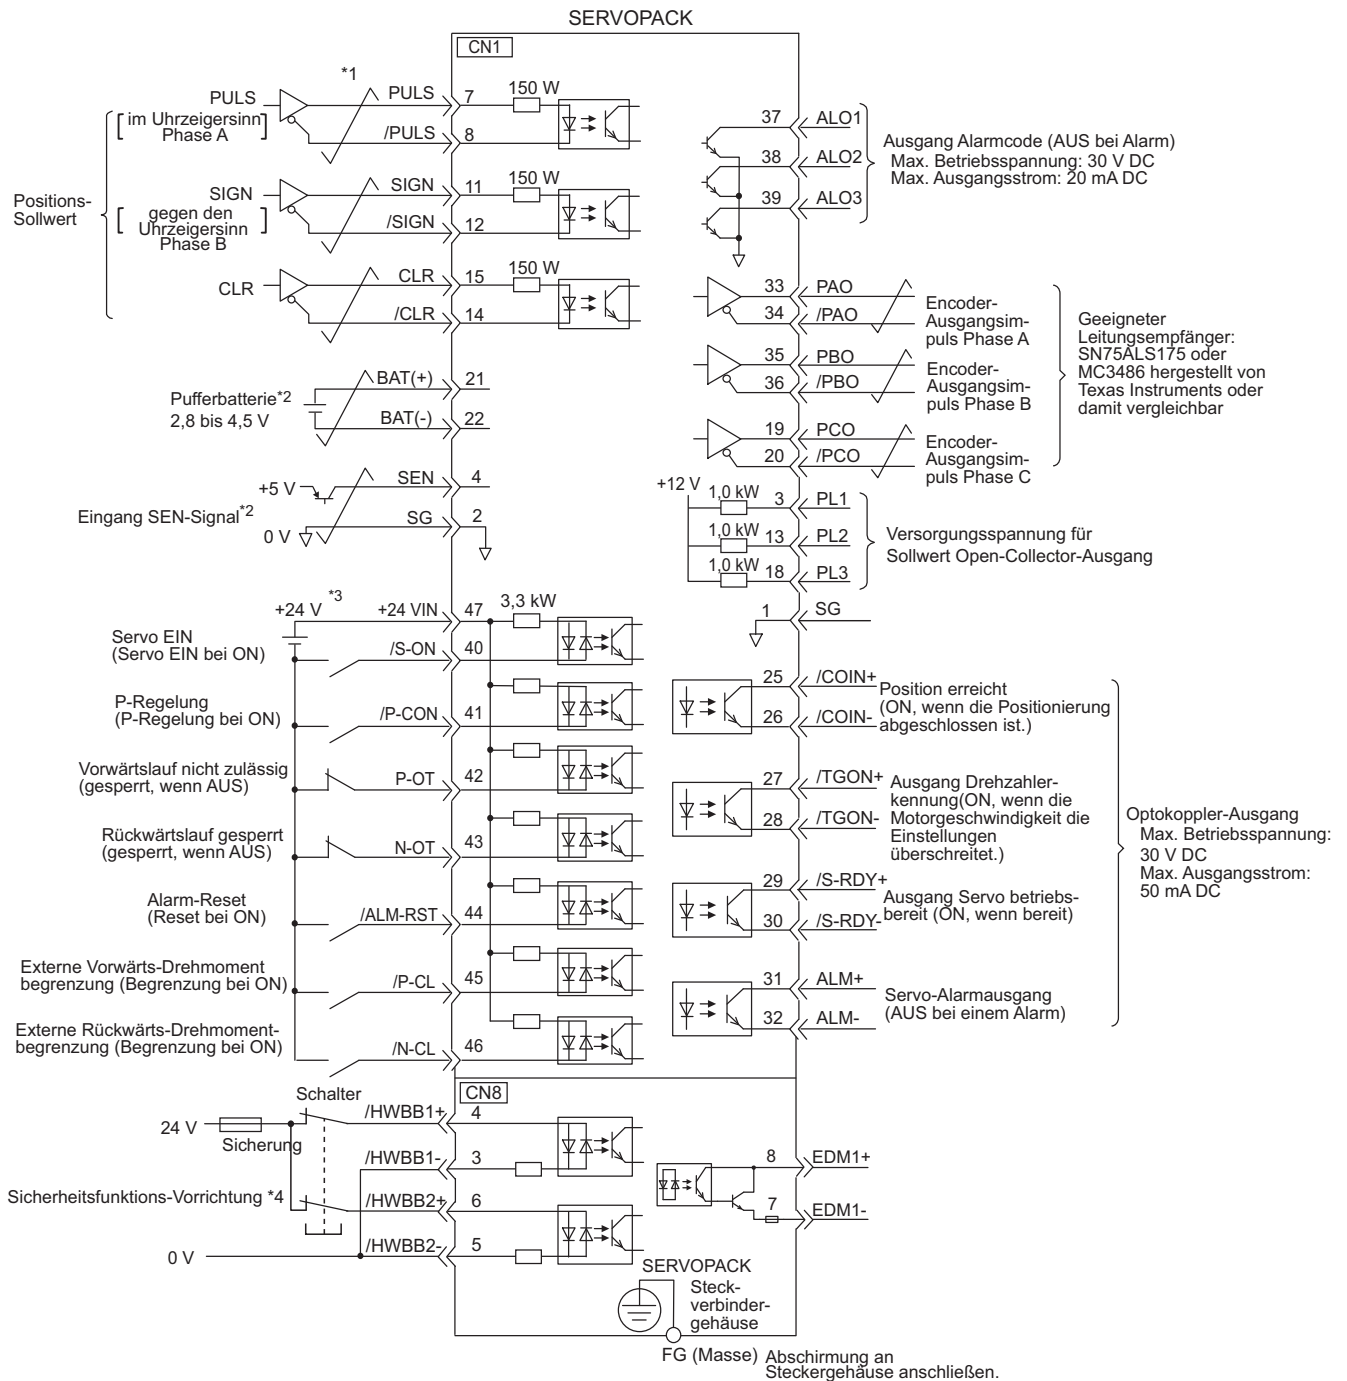 SERVOPACK
CN1
*1
PULS
im Uhrzeigersinn
Phase A
PULS
7
150 W
/PULS
8
Positions-
Sollwert
SIGN
gegen den
Uhrzeigersinn
Phase B
SIGN
11
150 W
/SIGN
12
CLR
CLR
15
150 W
/CLR
14
Pufferbatterie*2
2,8 bis 4,5 V
BAT(+)
21
BAT(-)
22
+5 V
SEN
4
Eingang SEN-Signal*2
0 V
SG
2
+24 V
*3
+24 VIN
47
3,3 kW
Servo EIN
(Servo EIN bei ON)
/S-ON
40
P-Regelung
(P-Regelung bei ON)
/P-CON
41
Vorwärtslauf nicht zulässig
(gesperrt, wenn AUS)
P-OT
42
Rückwärtslauf gesperrt
(gesperrt, wenn AUS)
N-OT
43
Alarm-Reset
(Reset bei ON)
/ALM-RST
44
Externe Vorwärts-Drehmoment
begrenzung (Begrenzung bei ON)
/P-CL
45
Externe Rückwärts-Drehmoment-
begrenzung (Begrenzung bei ON)
/N-CL
46
37
ALO1
38
ALO2
39
ALO3
Ausgang Alarmcode (AUS bei Alarm)
Max. Betriebsspannung: 30 V DC
Max. Ausgangsstrom: 20 mA DC
33
PAO
34
/PAO
Encoder-
Ausgangsim-
puls Phase A
35
PBO
36
/PBO
Encoder-
Ausgangsim-
puls Phase B
19
PCO
20
/PCO
Encoder-
Ausgangsim-
puls Phase C
Geeigneter
Leitungsempfänger:
SN75ALS175 oder
MC3486 hergestellt von
Texas Instruments oder
damit vergleichbar
+12 V
1,0 kW
3
PL1
1,0 kW
13
PL2
1,0 kW
18
PL3
Versorgungsspannung für
Sollwert Open-Collector-Ausgang
1
SG
25
/COIN+
26
/COIN-
Position erreicht
(ON, wenn die Positionierung
abgeschlossen ist.)
27
/TGON+
28
/TGON-
Ausgang Drehzahler-
kennung(ON, wenn die
Motorgeschwindigkeit die
Einstellungen
überschreitet.)
29
/S-RDY+
30
/S-RDY-
Ausgang Servo betriebs-
bereit (ON, wenn bereit)
31
ALM+
32
ALM-
Servo-Alarmausgang
(AUS bei einem Alarm)
Optokoppler-Ausgang
Max. Betriebsspannung:
30 V DC
Max. Ausgangsstrom:
50 mA DC
CN8
Schalter
24 V
Sicherung
/HWBB1+
4
/HWBB1-
3
Sicherheitsfunktions-Vorrichtung *4
/HWBB2+
6
0 V
/HWBB2-
5
8
EDM1+
7
EDM1-
SERVOPACK
Steck-
verbinder-
gehäuse
FG (Masse)
Abschirmung an
Steckergehäuse anschließen.